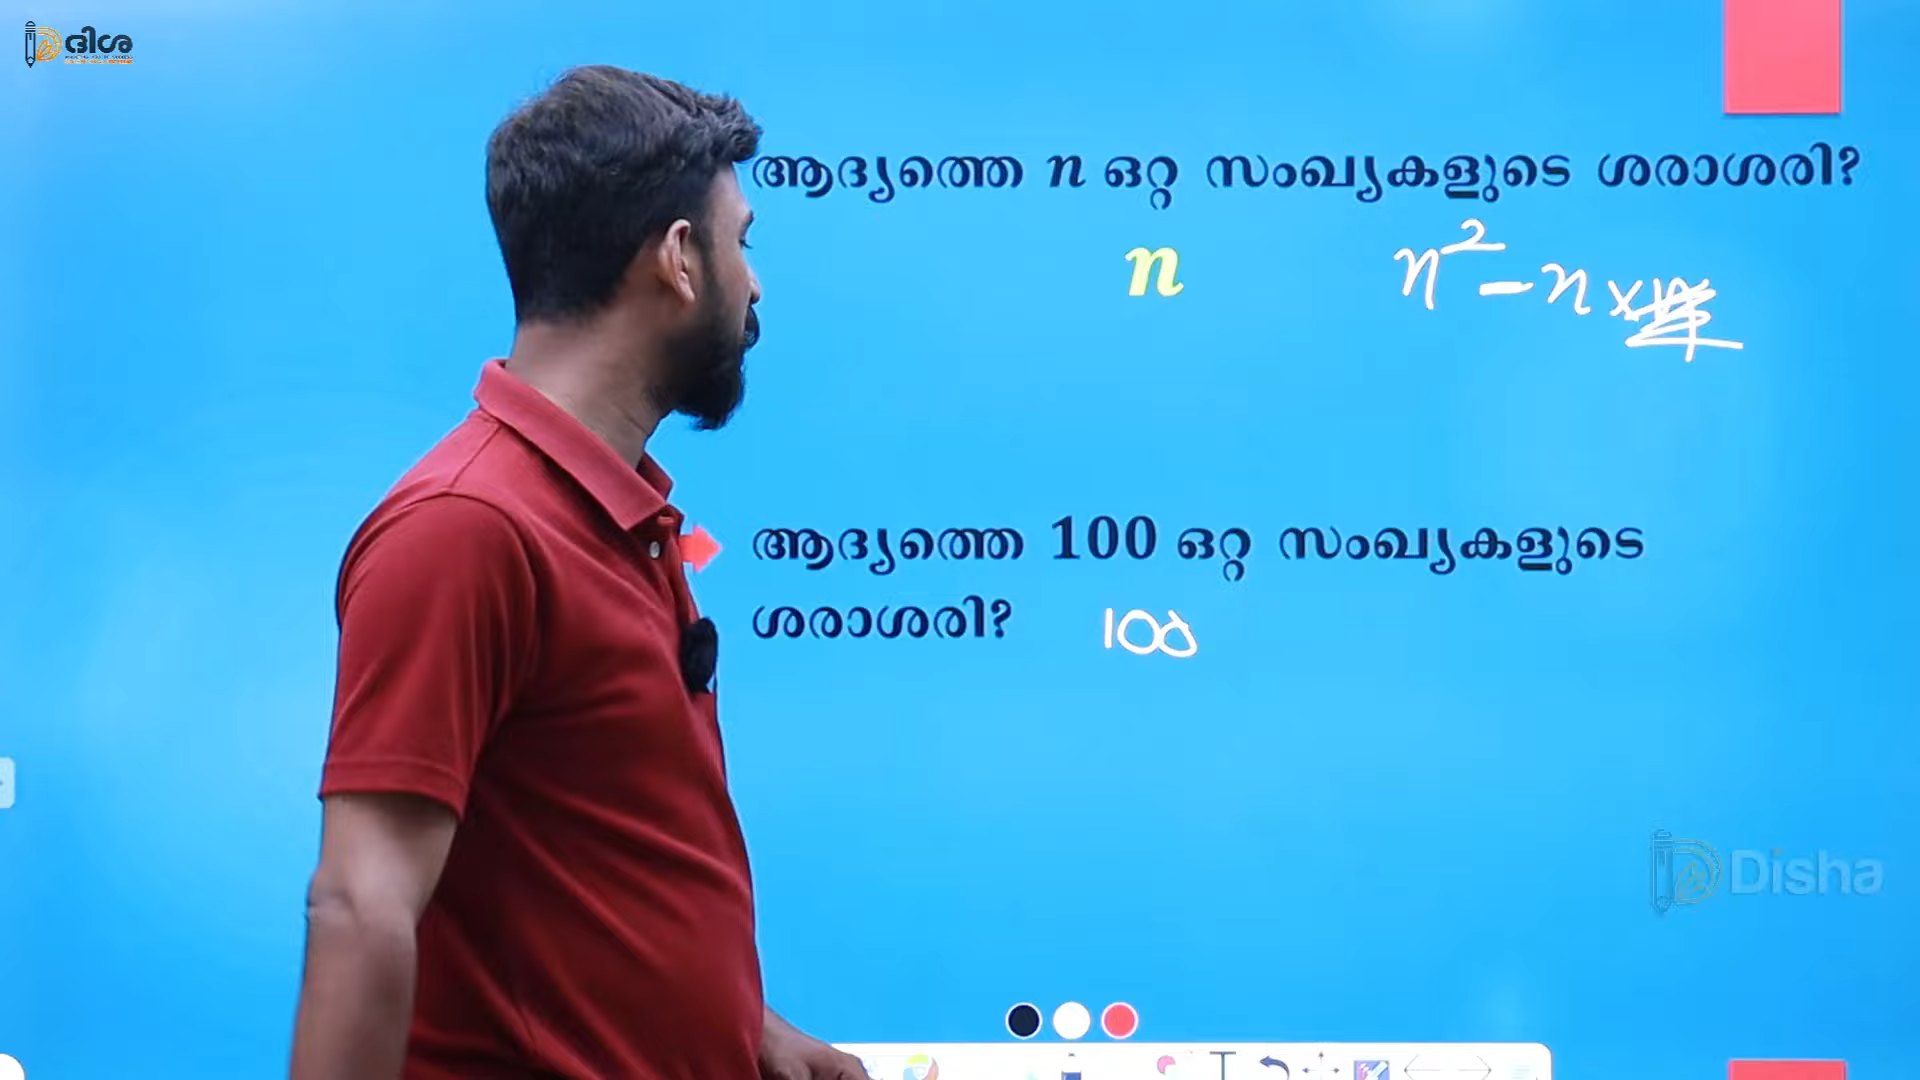 ദിശ
ആദ്യത്തെ n ഒറ്റ സംഖ്യകളുടെ ശരാശരി?
n
n² - n ×
ആദ്യത്തെ 100 ഒറ്റ സംഖ്യകളുടെ
ശരാശരി?
100
Disha